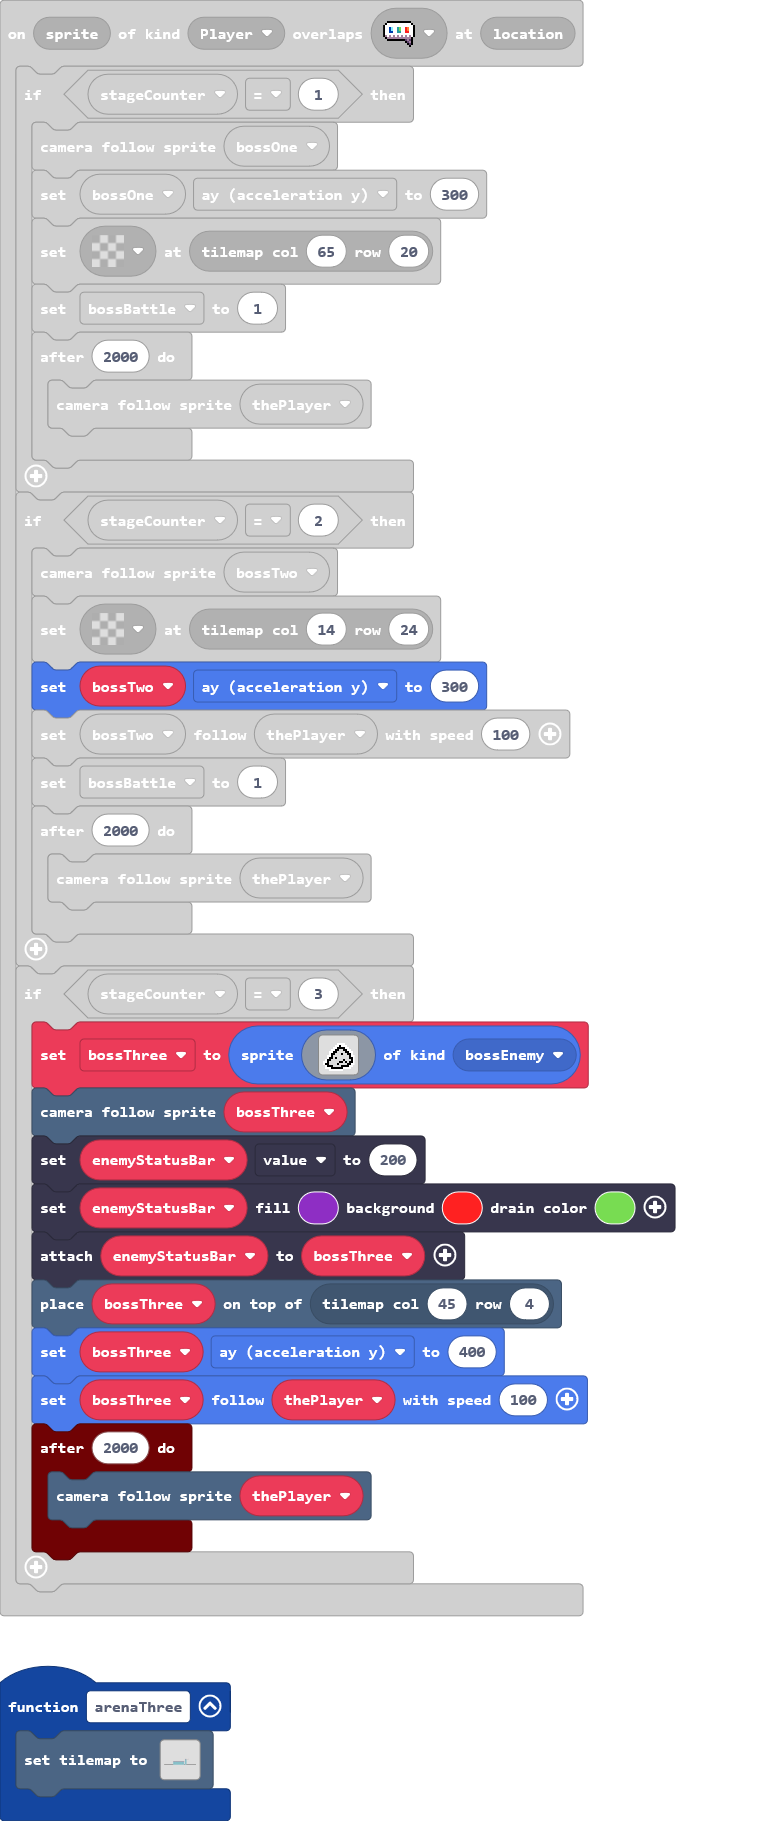 on sprite of kind Player overlaps at location
if stageCounter = 1 then
camera follow sprite bossOne
set bossOne ay (acceleration y) to 300
set at tilemap col 65 row 20
set bossBattle to 1
after 2000 do
camera follow sprite thePlayer
if stageCounter = 2 then
camera follow sprite bossTwo
set at tilemap col 14 row 24
set bossTwo ay (acceleration y) to 300
set bossTwo follow thePlayer with speed 100
set bossBattle to 1
after 2000 do
camera follow sprite thePlayer
if stageCounter = 3 then
set bossThree to sprite of kind bossEnemy
camera follow sprite bossThree
set enemyStatusBar value to 200
set enemyStatusBar fill background drain color
attach enemyStatusBar to bossThree
place bossThree on top of tilemap col 45 row 4
set bossThree ay (acceleration y) to 400
set bossThree follow thePlayer with speed 100
after 2000 do
camera follow sprite thePlayer
function arenaThree
set tilemap to